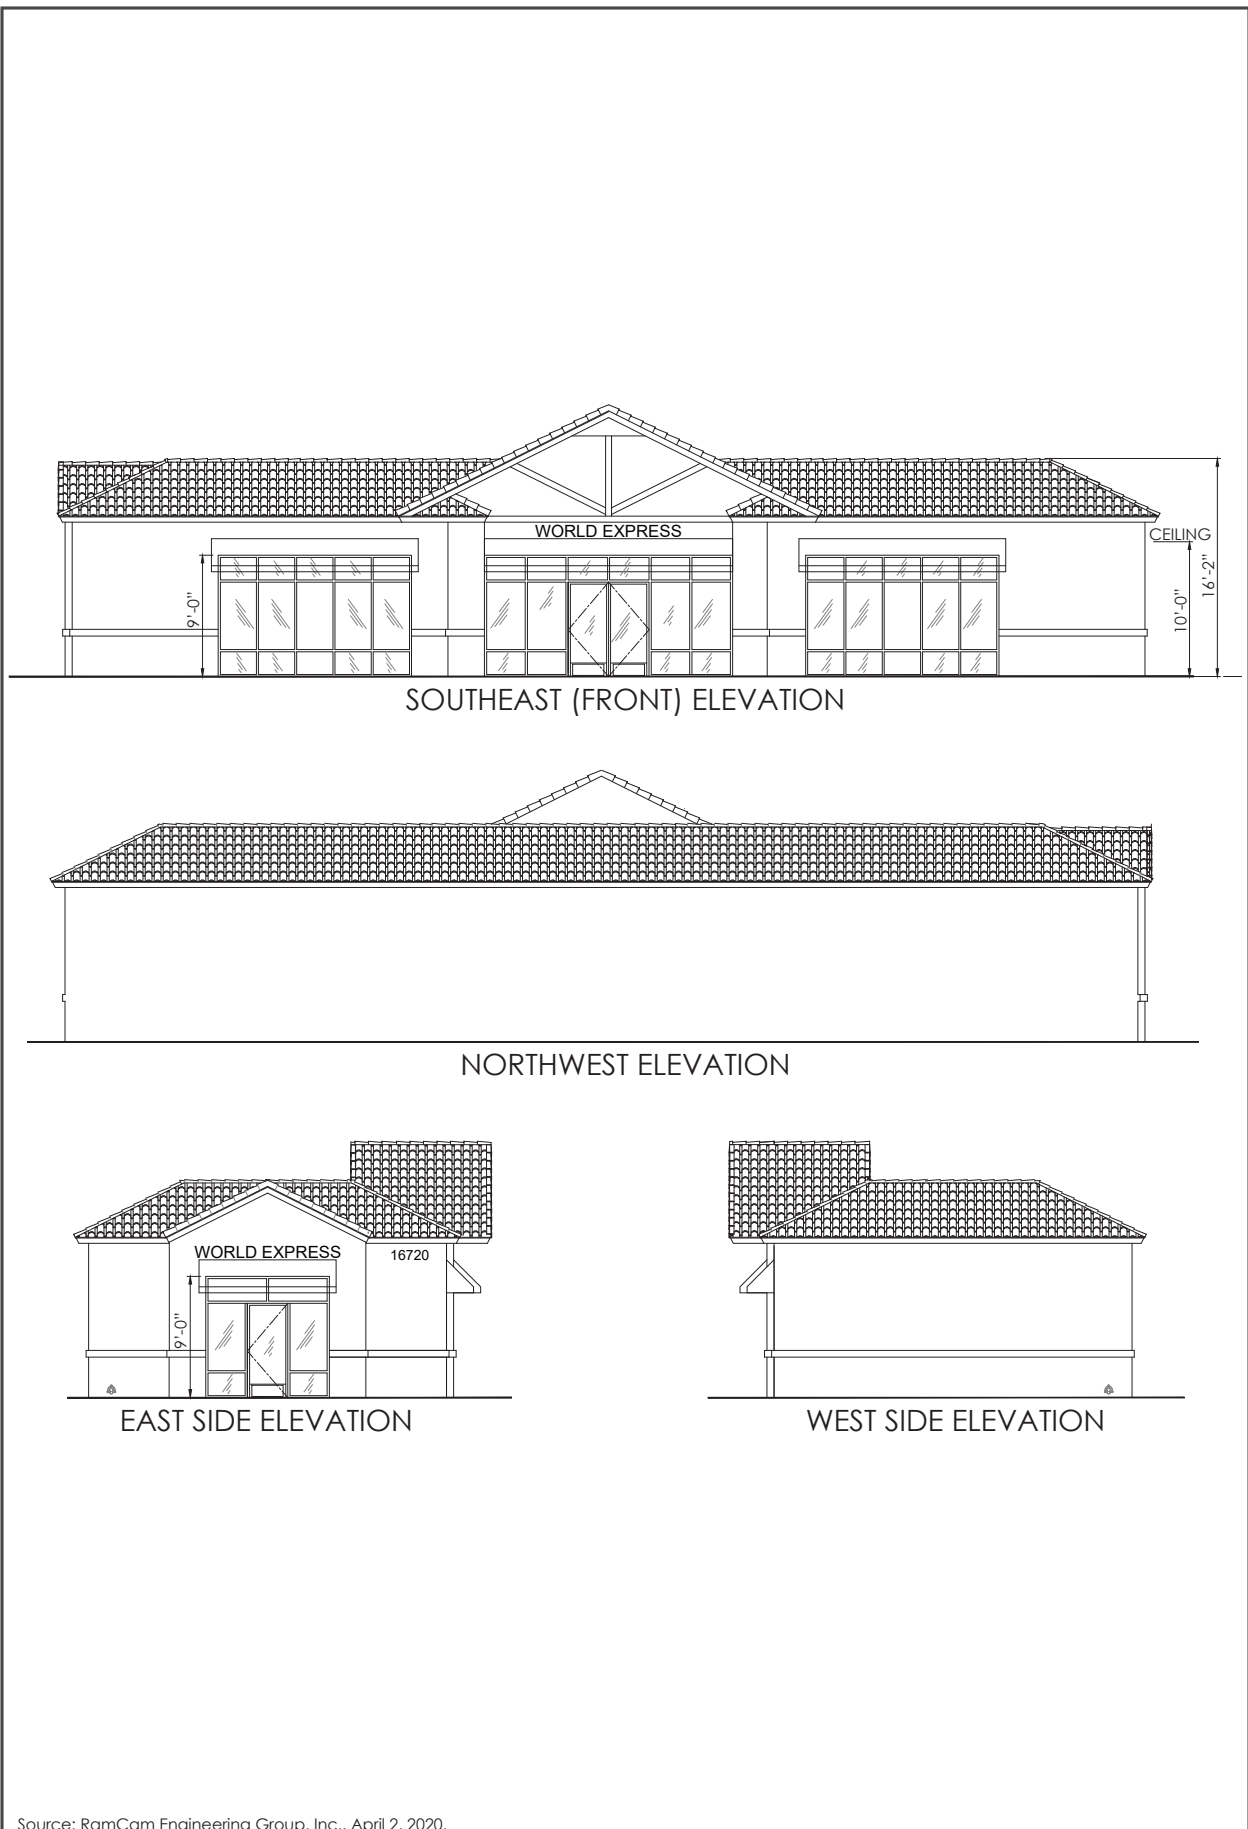 WORLD EXPRESS
CEILING
9'-0"
10'-0"
16'-2"
SOUTHEAST (FRONT) ELEVATION
NORTHWEST ELEVATION
WORLD EXPRESS
16720
9'-0"
EAST SIDE ELEVATION
WEST SIDE ELEVATION
Source: RamCam Engineering Group, Inc., April 2, 2020.